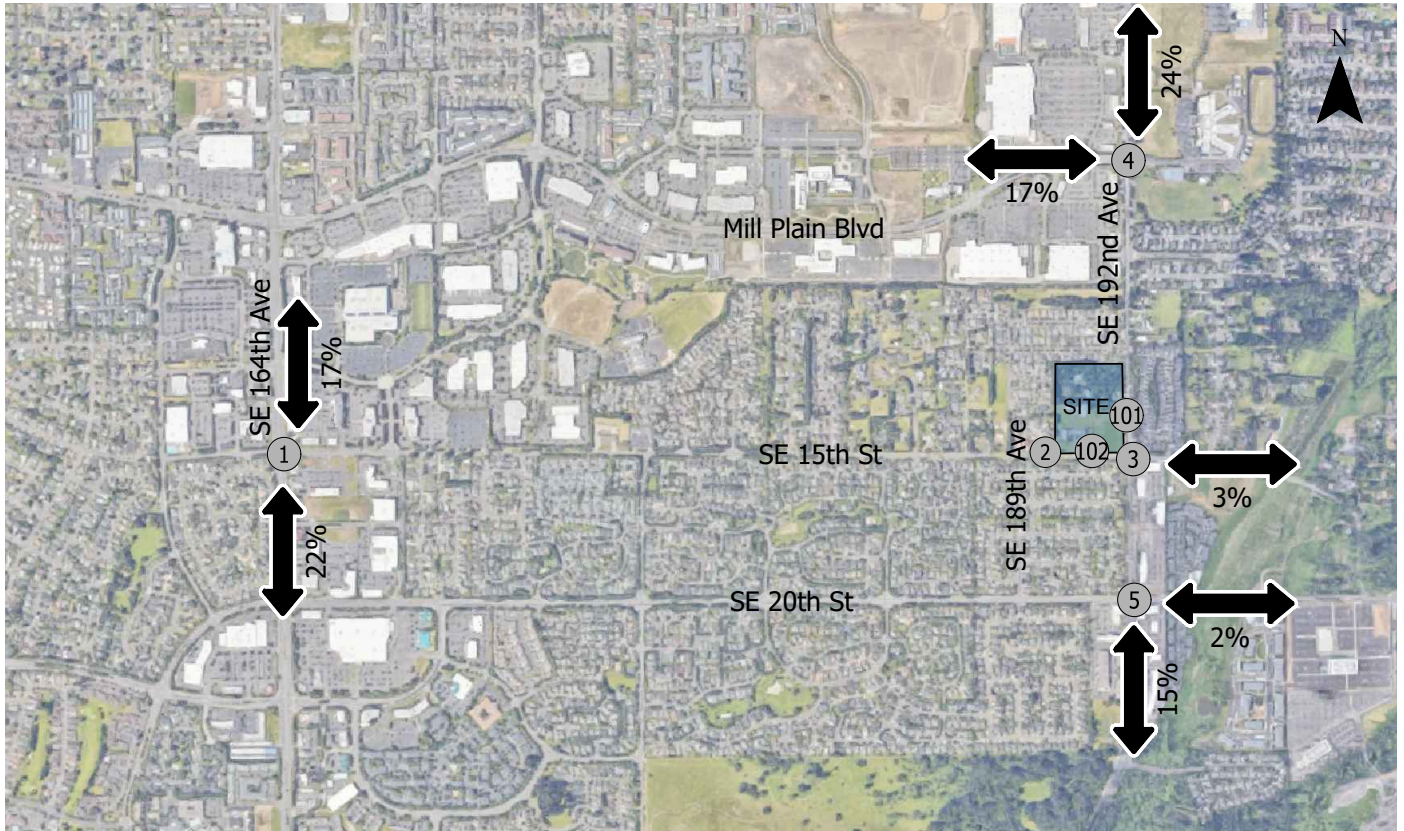 24%
N
4
17%
SE 192nd Ave
Mill Plain Blvd
SE 164th Ave
17%
SITE
101
1
SE 15th St
SE 189th Ave
2
102
3
3%
22%
SE 20th St
5
2%
15%